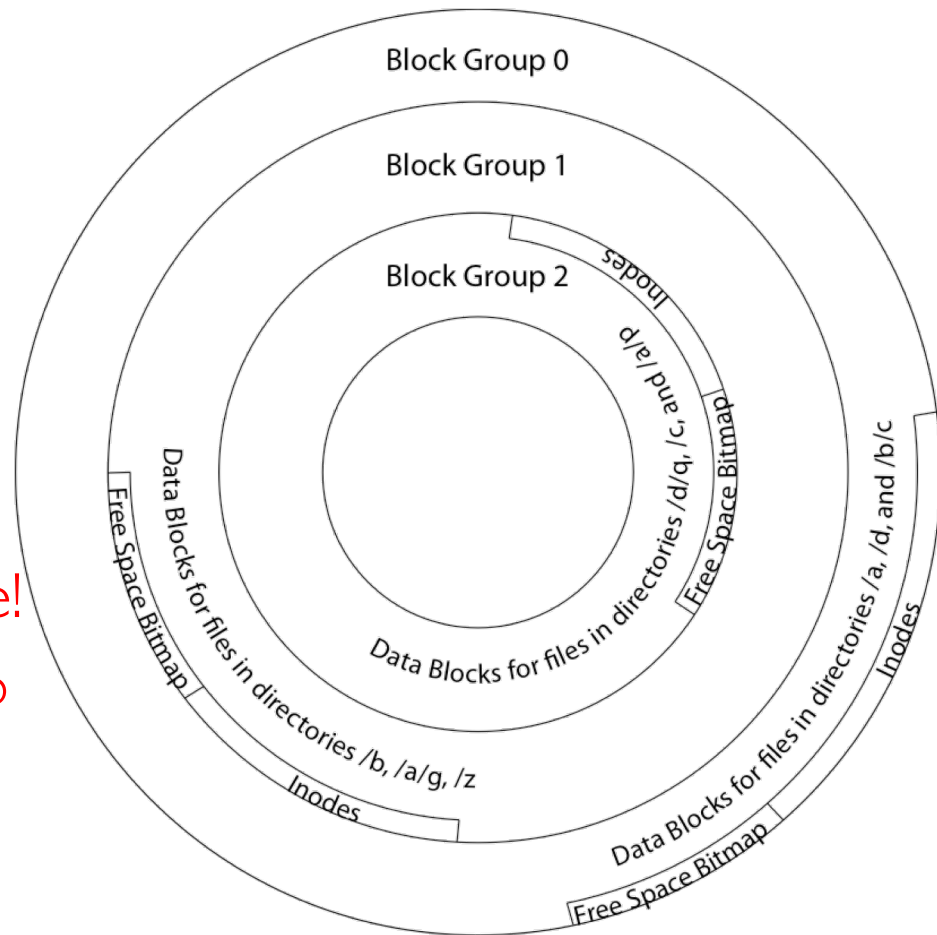 Block Group 0
Block Group 1
Block Group 2
Inodes
Data Blocks for files in directories /d/q, /c, and /a/p
Free Space Bitmap
Data Blocks for files in directories /b, /a/g, /z
Free Space Bitmap
Inodes
Data Blocks for files in directories /a, /d, and /b/c
Inodes
Free Space Bitmap